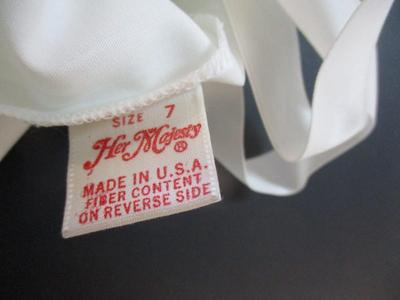 SIZE 7
Her Majesty ®
MADE IN U.S.A.
FIBER CONTENT
ON REVERSE SIDE